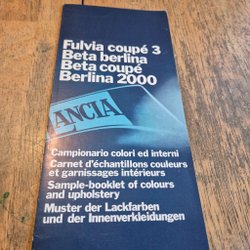 Fulvia coupé 3
Beta berlina
Beta coupé
Berlina 2000
LANCIA
Campionario colori ed interni
Carnet d'échantillons couleurs
et garnissages intérieurs
Sample-booklet of colours
and upholstery
Muster der Lackfarben
und der Innenverkleidungen